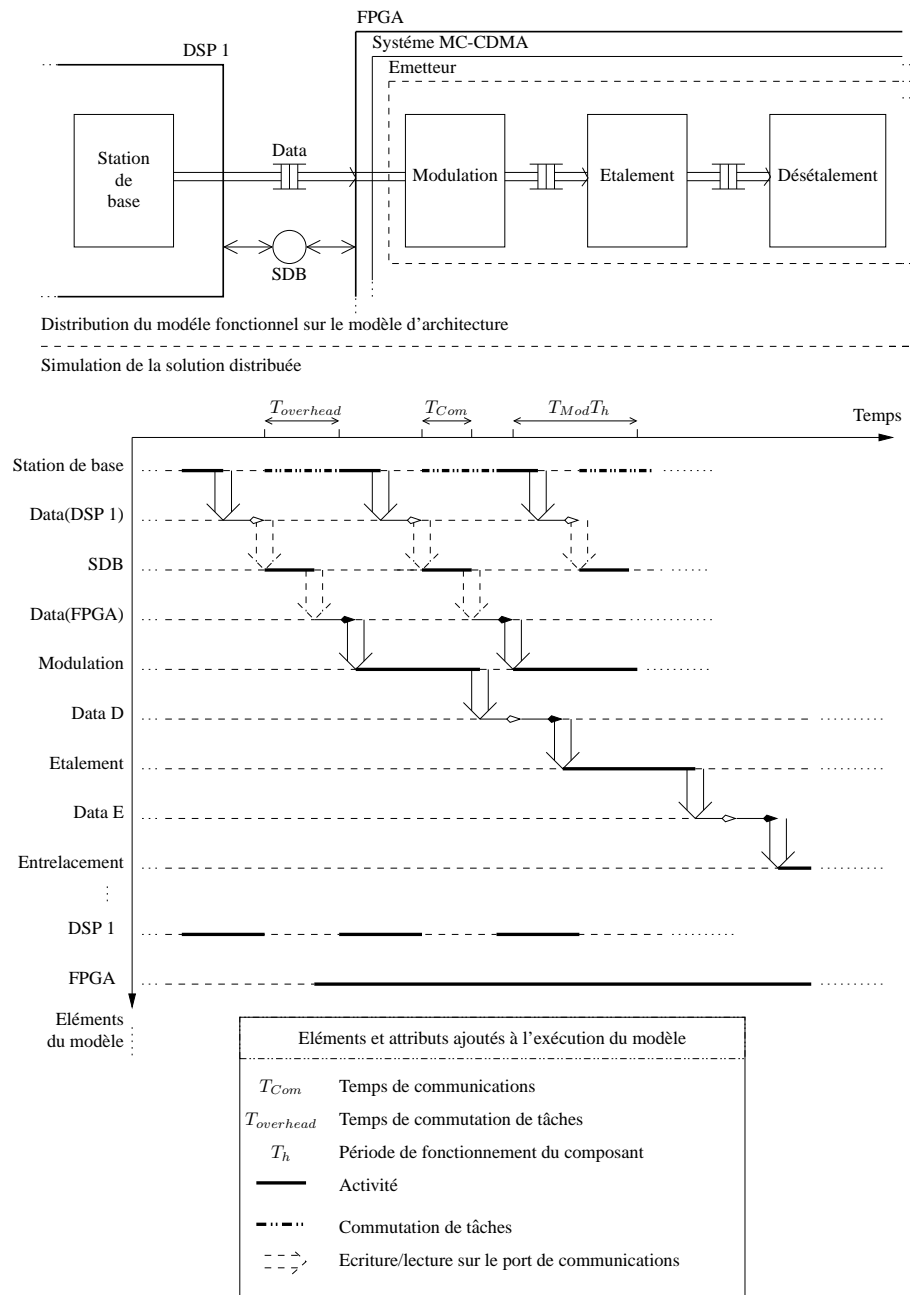 FPGA
Systéme MC-CDMA
DSP 1
Emetteur
Data
Station
de
base
Modulation
Etalement
Désétalement
SDB
Distribution du modéle fonctionnel sur le modèle d'architecture
Simulation de la solution distribuée
T_overhead
T_Com
T_Mod T_h
Temps
Station de base
Data(DSP 1)
SDB
Data(FPGA)
Modulation
Data D
Etalement
Data E
Entrelacement
DSP 1
FPGA
Eléments
du modèle
Eléments et attributs ajoutés à l'exécution du modèle
T_Com Temps de communications
T_overhead Temps de commutation de tâches
T_h Période de fonctionnement du composant
Activité
Commutation de tâches
Ecriture/lecture sur le port de communications